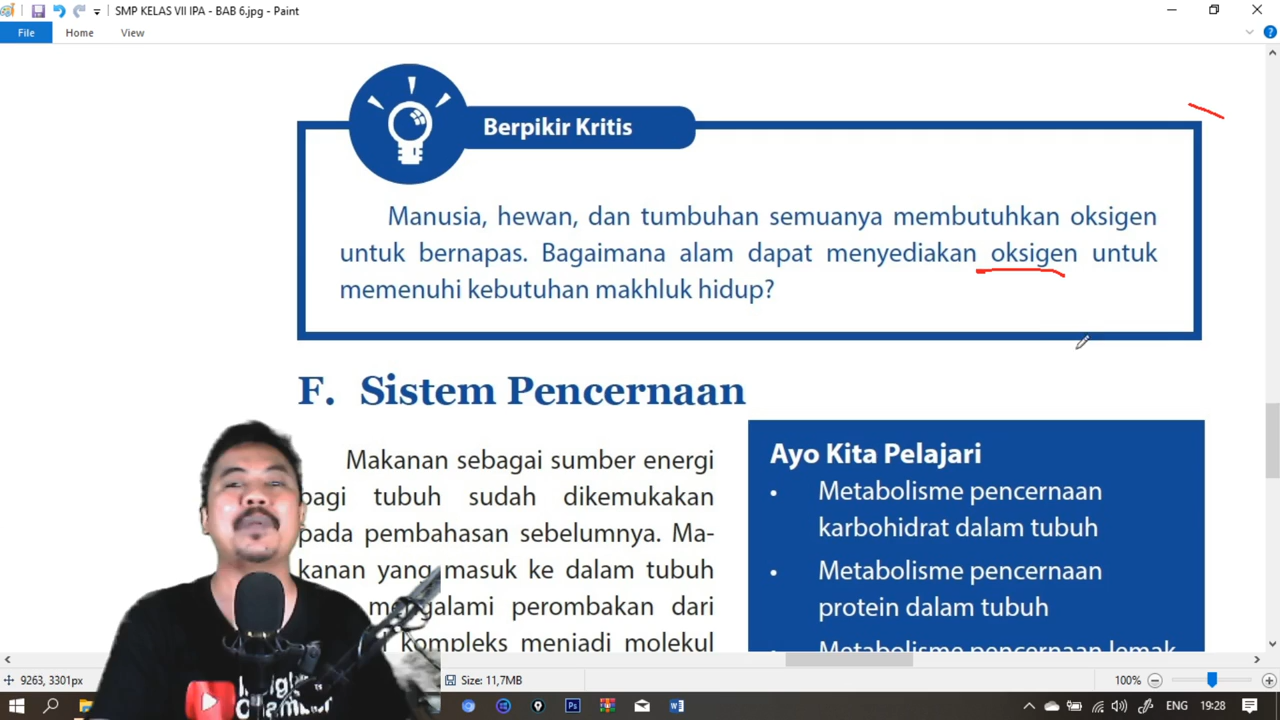 SMP KELAS VII IPA - BAB 6.jpg - Paint
File Home View
Berpikir Kritis
Manusia, hewan, dan tumbuhan semuanya membutuhkan oksigen
untuk bernapas. Bagaimana alam dapat menyediakan oksigen untuk
memenuhi kebutuhan makhluk hidup?
F. Sistem Pencernaan
Makanan sebagai sumber energi
bagi tubuh sudah dikemukakan
pada pembahasan sebelumnya. Ma-
kanan yang masuk ke dalam tubuh
mengalami perombakan dari
kompleks menjadi molekul
Ayo Kita Pelajari
• Metabolisme pencernaan
karbohidrat dalam tubuh
• Metabolisme pencernaan
protein dalam tubuh
Metabolisme pencernaan lemak
9263, 3301px
Size: 11,7MB
100%
ENG 19:28